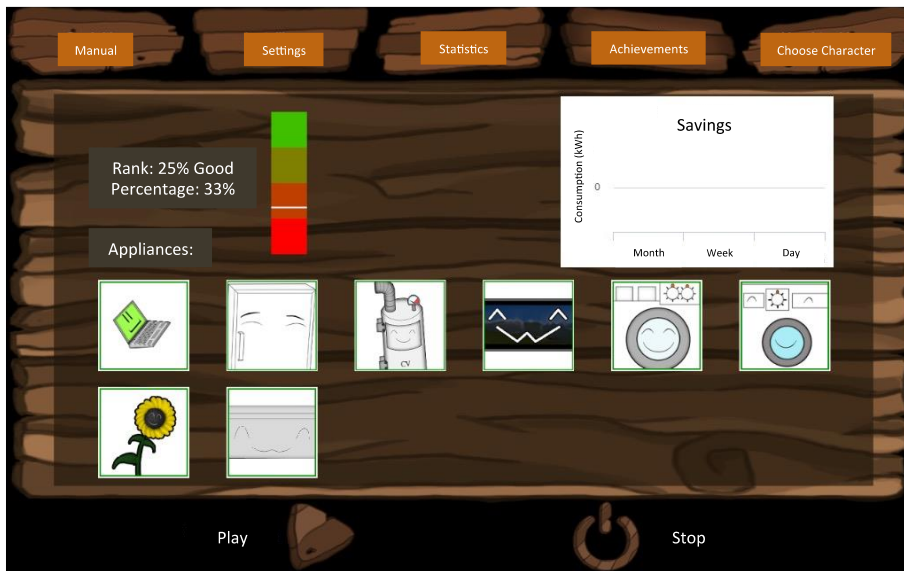 Manual
Settings
Statistics
Achievements
Choose Character
Rank: 25% Good
Percentage: 33%
Savings
Consumption (kWh)
0
Month
Week
Day
Appliances:
CV
Play
Stop